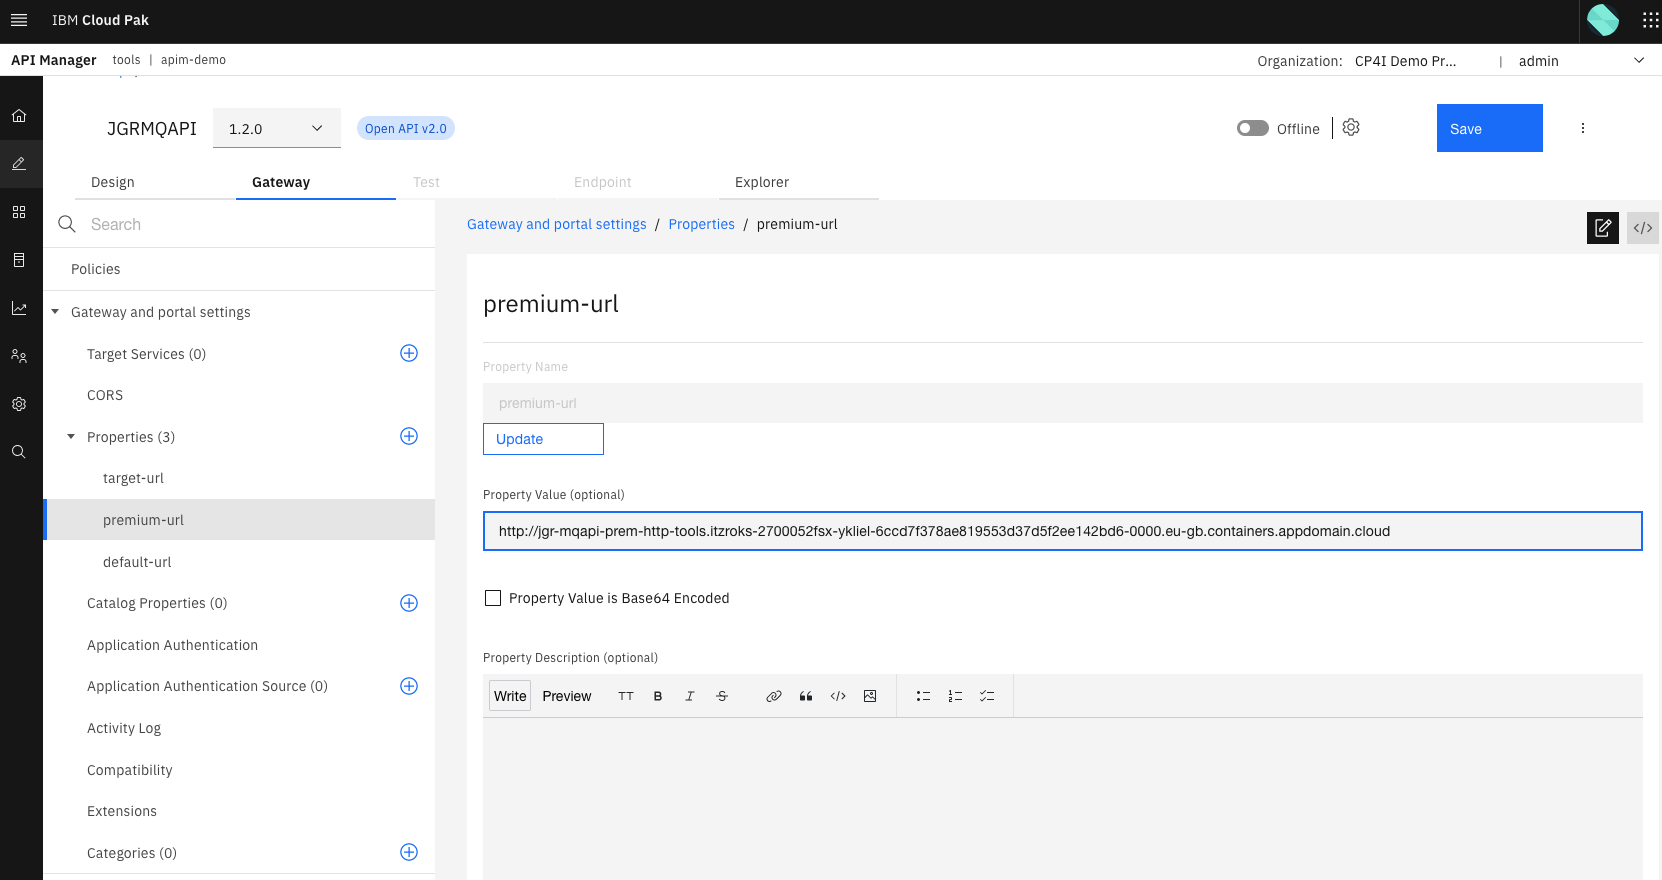 IBM Cloud Pak
API Manager tools | apim-demo Organization: CP4I Demo Pr... | admin
JGRMQAPI 1.2.0 Open API v2.0 Offline Save
Design Gateway Test Endpoint Explorer
Search
Gateway and portal settings / Properties / premium-url
Policies
Gateway and portal settings
Target Services (0)
CORS
Properties (3)
target-url
premium-url
default-url
Catalog Properties (0)
Application Authentication
Application Authentication Source (0)
Activity Log
Compatibility
Extensions
Categories (0)
premium-url
Property Name
premium-url
Update
Property Value (optional)
http://jgr-mqapi-prem-http-tools.itzroks-2700052fsx-ykliel-6ccd7f378ae819553d37d5f2ee142bd6-0000.eu-gb.containers.appdomain.cloud
Property Value is Base64 Encoded
Property Description (optional)
Write Preview TT B I S